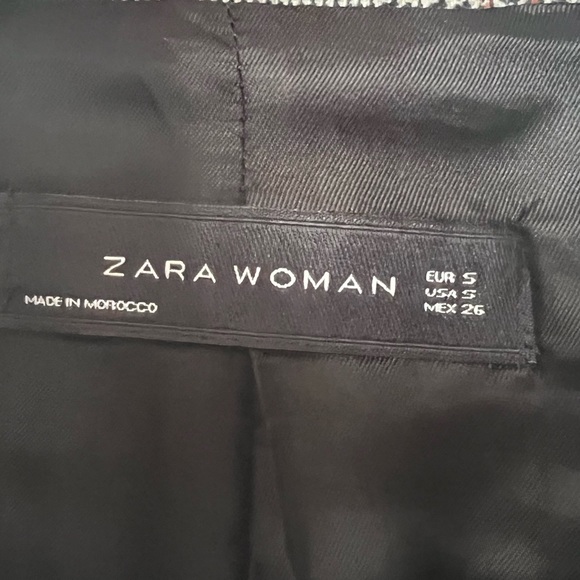 ZARA WOMAN
EUR S
USA S
MEX 26
MADE IN MOROCCO